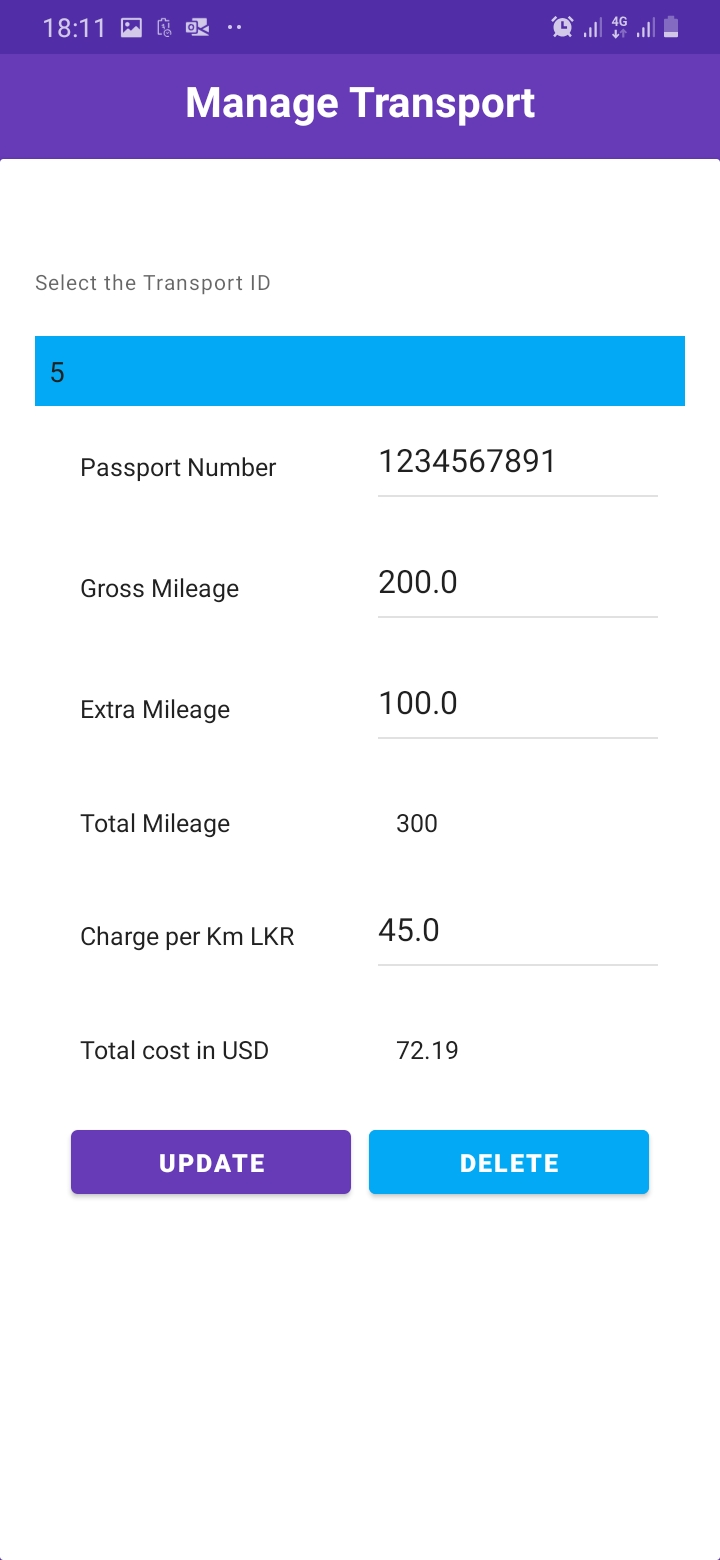 18:11
4G
Manage Transport
Select the Transport ID
5
Passport Number 1234567891
Gross Mileage 200.0
Extra Mileage 100.0
Total Mileage 300
Charge per Km LKR 45.0
Total cost in USD 72.19
UPDATE DELETE